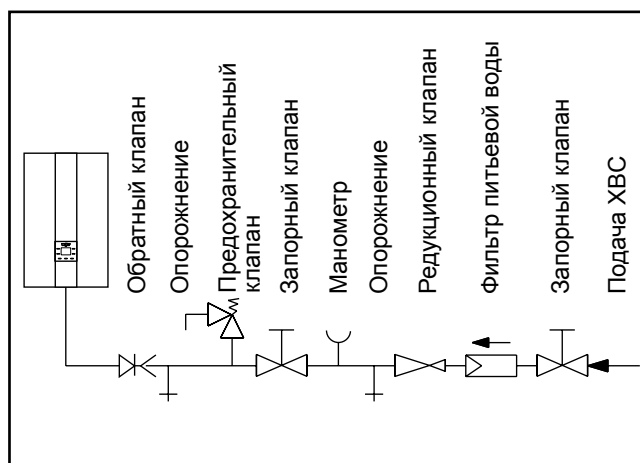 Обратный клапан
Опорожнение
Предохранительный
клапан
Запорный клапан
Манометр
Опорожнение
Редукционный клапан
Фильтр питьевой воды
Запорный клапан
Подача ХВС